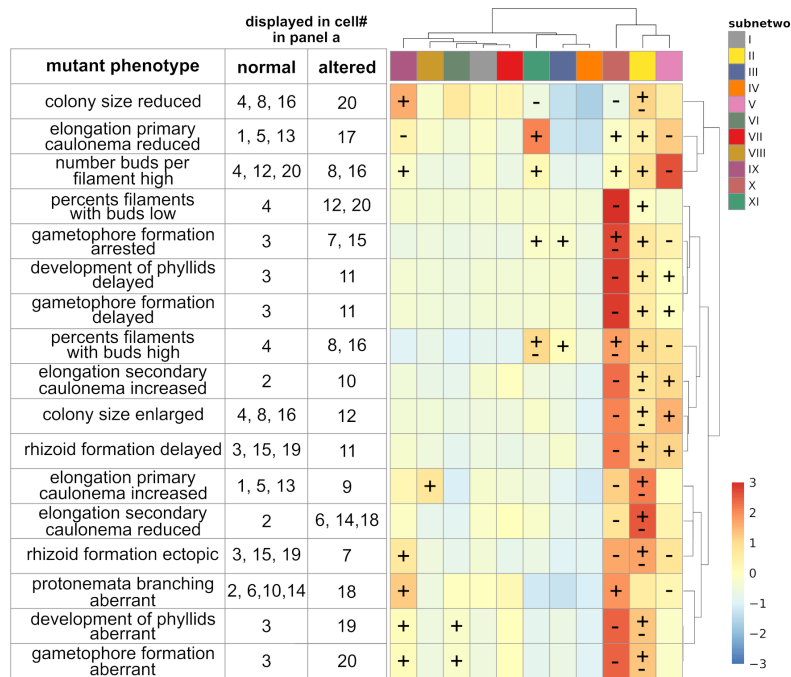 displayed in cell#
in panel a
mutant phenotype normal altered
subnetwo
I
II
III
IV
V
VI
VII
VIII
IX
X
XI
colony size reduced 4, 8, 16 20 + - - + -
elongation primary
caulonema reduced 1, 5, 13 17 - + + + -
number buds per
filament high 4, 12, 20 8, 16 + + + + -
percents filaments
with buds low 4 12, 20 - +
gametophore formation
arrested 3 7, 15 + + + - + -
development of phyllids
delayed 3 11 - + +
gametophore formation
delayed 3 11 - + +
percents filaments
with buds high 4 8, 16 + - + + - + -
elongation secondary
caulonema increased 2 10 - + - +
colony size enlarged 4, 8, 16 12 - + - +
rhizoid formation delayed 3, 15, 19 11 - + - +
elongation primary
caulonema increased 1, 5, 13 9 + - + -
elongation secondary
caulonema reduced 2 6, 14,18 - + -
rhizoid formation ectopic 3, 15, 19 7 + - + - -
protonemata branching
aberrant 2, 6,10,14 18 + + -
development of phyllids
aberrant 3 19 + + - + -
gametophore formation
aberrant 3 20 + + - + -
3
2
1
0
−1
−2
−3